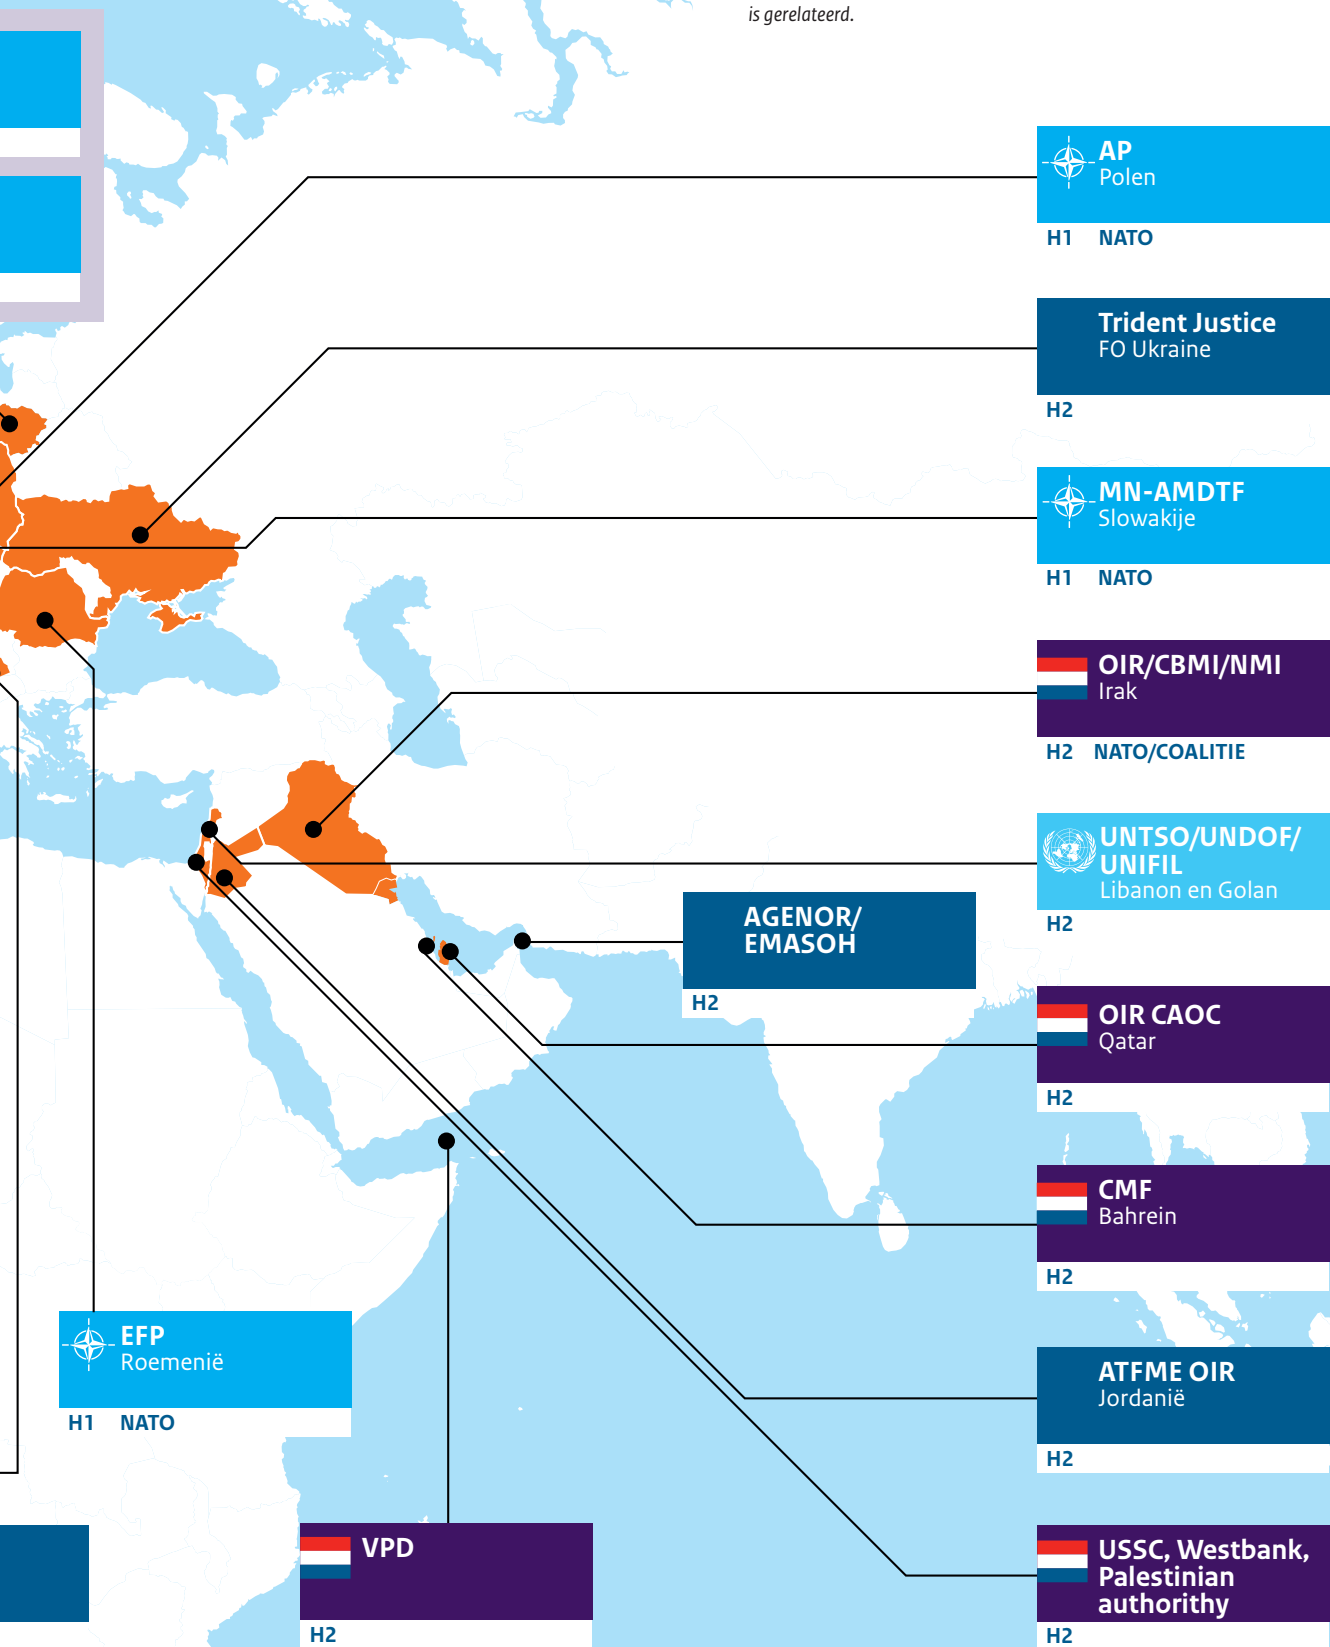 is gerelateerd.
AP
Polen
H1 NATO
Trident Justice
FO Ukraine
H2
MN-AMDTF
Slowakije
H1 NATO
OIR/CBMI/NMI
Irak
H2 NATO/COALITIE
UNTSO/UNDOF/
UNIFIL
Libanon en Golan
H2
AGENOR/
EMASOH
H2
OIR CAOC
Qatar
H2
CMF
Bahrein
H2
EFP
Roemenië
H1 NATO
ATFME OIR
Jordanië
H2
VPD
H2
USSC, Westbank,
Palestinian
authorithy
H2